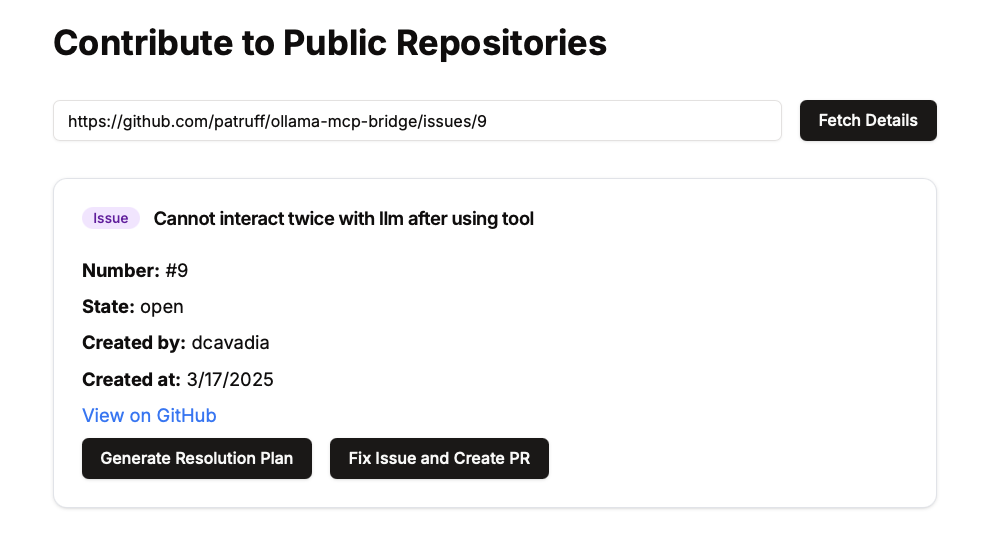 Contribute to Public Repositories
https://github.com/patruff/ollama-mcp-bridge/issues/9
Fetch Details
Issue Cannot interact twice with llm after using tool
Number: #9
State: open
Created by: dcavadia
Created at: 3/17/2025
View on GitHub
Generate Resolution Plan
Fix Issue and Create PR